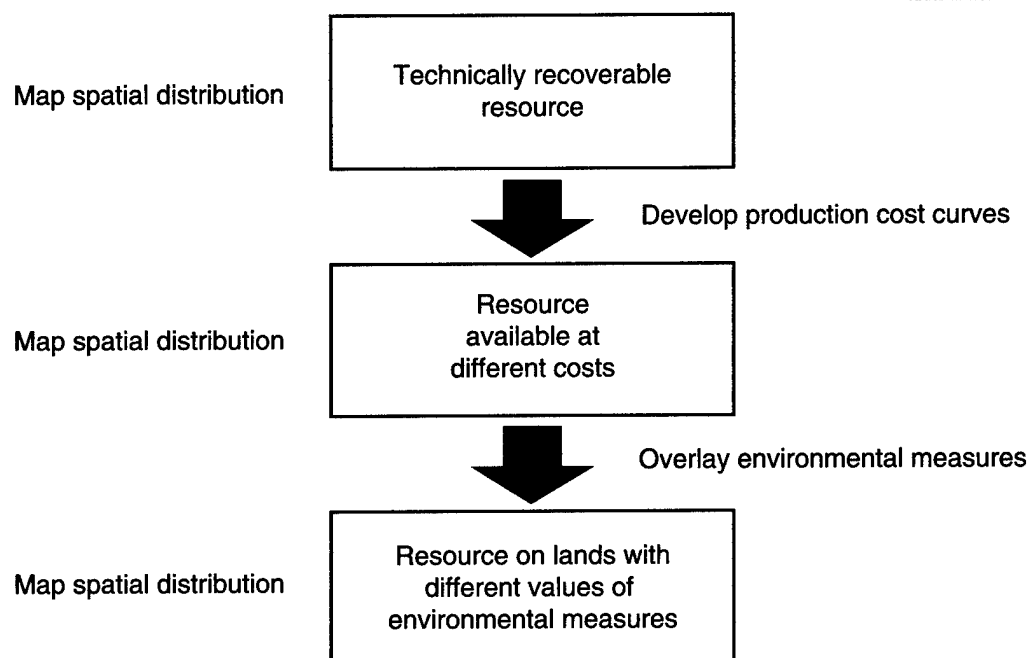 Map spatial distribution
Technically recoverable
resource
Develop production cost curves
Map spatial distribution
Resource
available at
different costs
Overlay environmental measures
Map spatial distribution
Resource on lands with
different values of
environmental measures